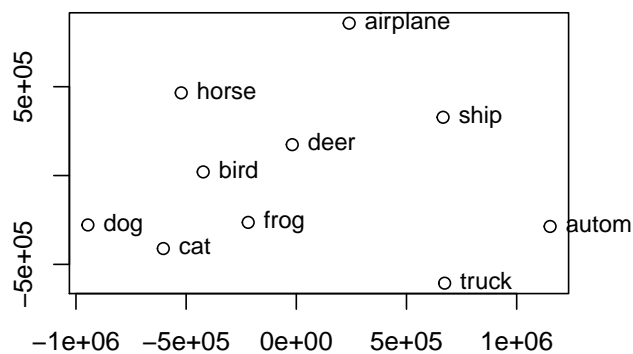 airplane
5e+05
horse
ship
deer
bird
dog
frog
autom
cat
−5e+05
truck
−1e+06 −5e+05 0e+00 5e+05 1e+06